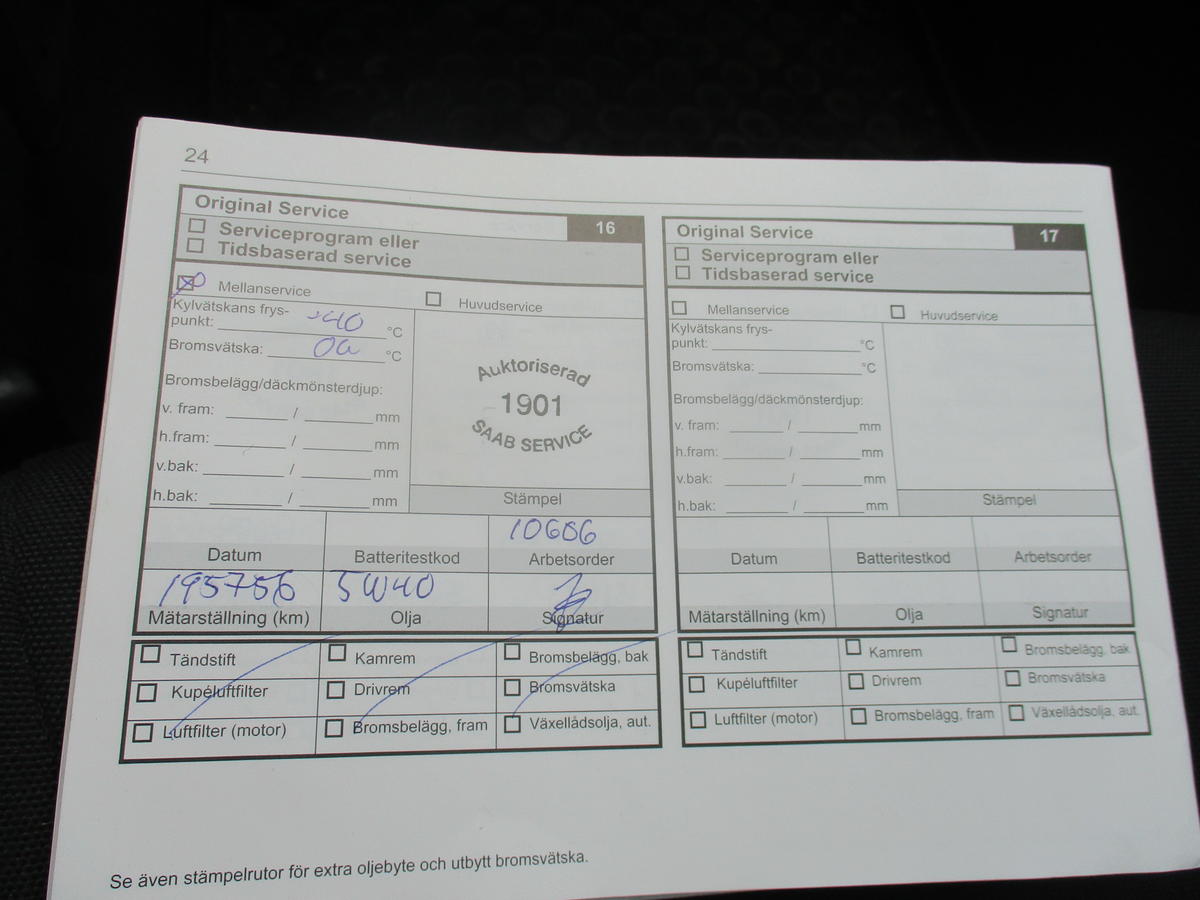 24
Original Service
16
Serviceprogram eller
Tidsbaserad service
Mellanservice
Huvudservice
Kylvätskans frys-
punkt: -40 °C
Bromsvätska: °C
Bromsbelägg/däckmönsterdjup:
v. fram: / mm
h.fram: / mm
v.bak: / mm
h.bak: / mm
Auktoriserad
1901
SAAB SERVICE
Stämpel
10686
Datum
Batteritestkod
Arbetsorder
195756
5W40
Mätarställning (km)
Olja
Signatur
Tändstift
Kamrem
Bromsbelägg, bak
Kupéluftfilter
Drivrem
Bromsvätska
Luftfilter (motor)
Bromsbelägg, fram
Växellådsolja, aut.
Original Service
17
Serviceprogram eller
Tidsbaserad service
Mellanservice
Huvudservice
Kylvätskans frys-
punkt: °C
Bromsvätska: °C
Bromsbelägg/däckmönsterdjup:
v. fram: / mm
h.fram: / mm
v.bak: / mm
h.bak: / mm
Stämpel
Datum
Batteritestkod
Arbetsorder
Mätarställning (km)
Olja
Signatur
Tändstift
Kamrem
Bromsbelägg, bak
Kupéluftfilter
Drivrem
Bromsvätska
Luftfilter (motor)
Bromsbelägg, fram
Växellådsolja, aut.
Se även stämpelrutor för extra oljebyte och utbytt bromsvätska.